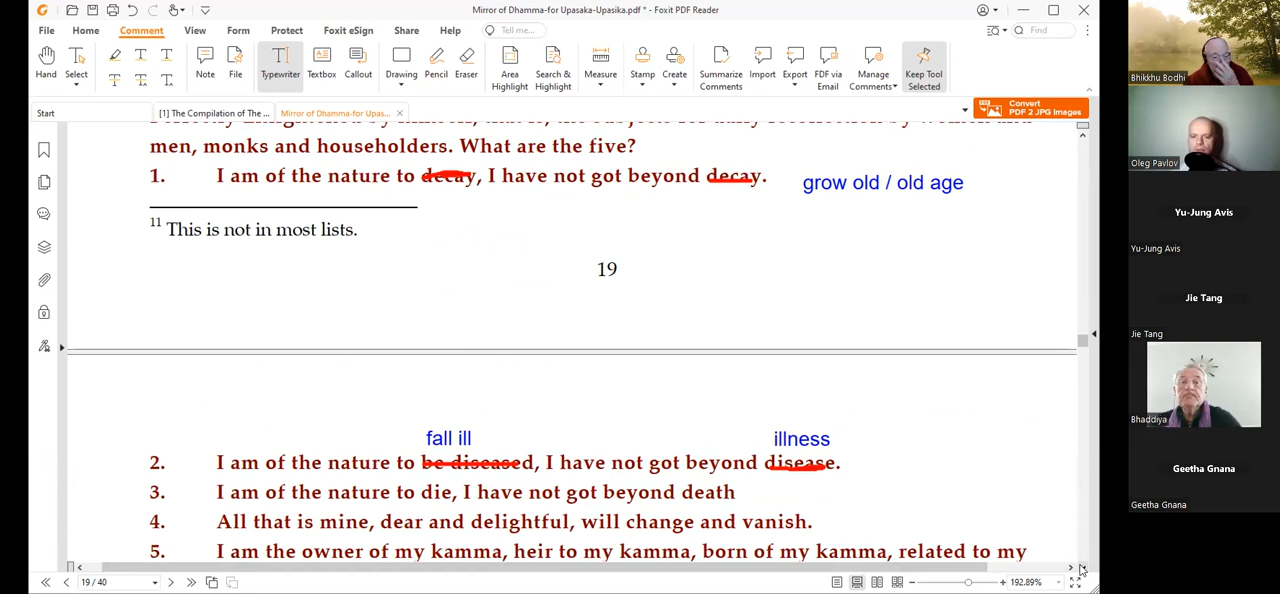 Mirror of Dhamma-for Upasaka-Upasika.pdf * - Foxit PDF Reader
File Home Comment View Form Protect Foxit eSign Share Help Tell me... Find
Hand Select Note File Typewriter Textbox Callout Drawing Pencil Eraser Area Highlight Search & Highlight Measure Stamp Create Summarize Comments Import Export FDF via Email Manage Comments Keep Tool Selected
Start [1] The Compilation of The ... Mirror of Dhamma-for Upas... Convert PDF 2 JPG Images
men, monks and householders. What are the five?
1. I am of the nature to decay, I have not got beyond decay. grow old / old age
11 This is not in most lists.
19
fall ill illness
2. I am of the nature to be diseased, I have not got beyond disease.
3. I am of the nature to die, I have not got beyond death
4. All that is mine, dear and delightful, will change and vanish.
5. I am the owner of my kamma, heir to my kamma, born of my kamma, related to my
19 / 40 192.89%
Bhikkhu Bodhi
Oleg Pavlov
Yu-Jung Avis
Yu-Jung Avis
Jie Tang
Jie Tang
Bhaddiya
Geetha Gnana
Geetha Gnana